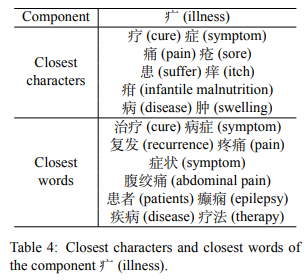 Component 疒 (illness)
Closest characters
疗 (cure) 症 (symptom)
痛 (pain) 疮 (sore)
患 (suffer) 痒 (itch)
疳 (infantile malnutrition)
病 (disease) 肿 (swelling)
Closest words
治疗 (cure) 病症 (symptom)
复发 (recurrence) 疼痛 (pain)
症状 (symptom)
腹绞痛 (abdominal pain)
患者 (patients) 癫痫 (epilepsy)
疾病 (disease) 疗法 (therapy)
Table 4: Closest characters and closest words of
the component 疒 (illness).